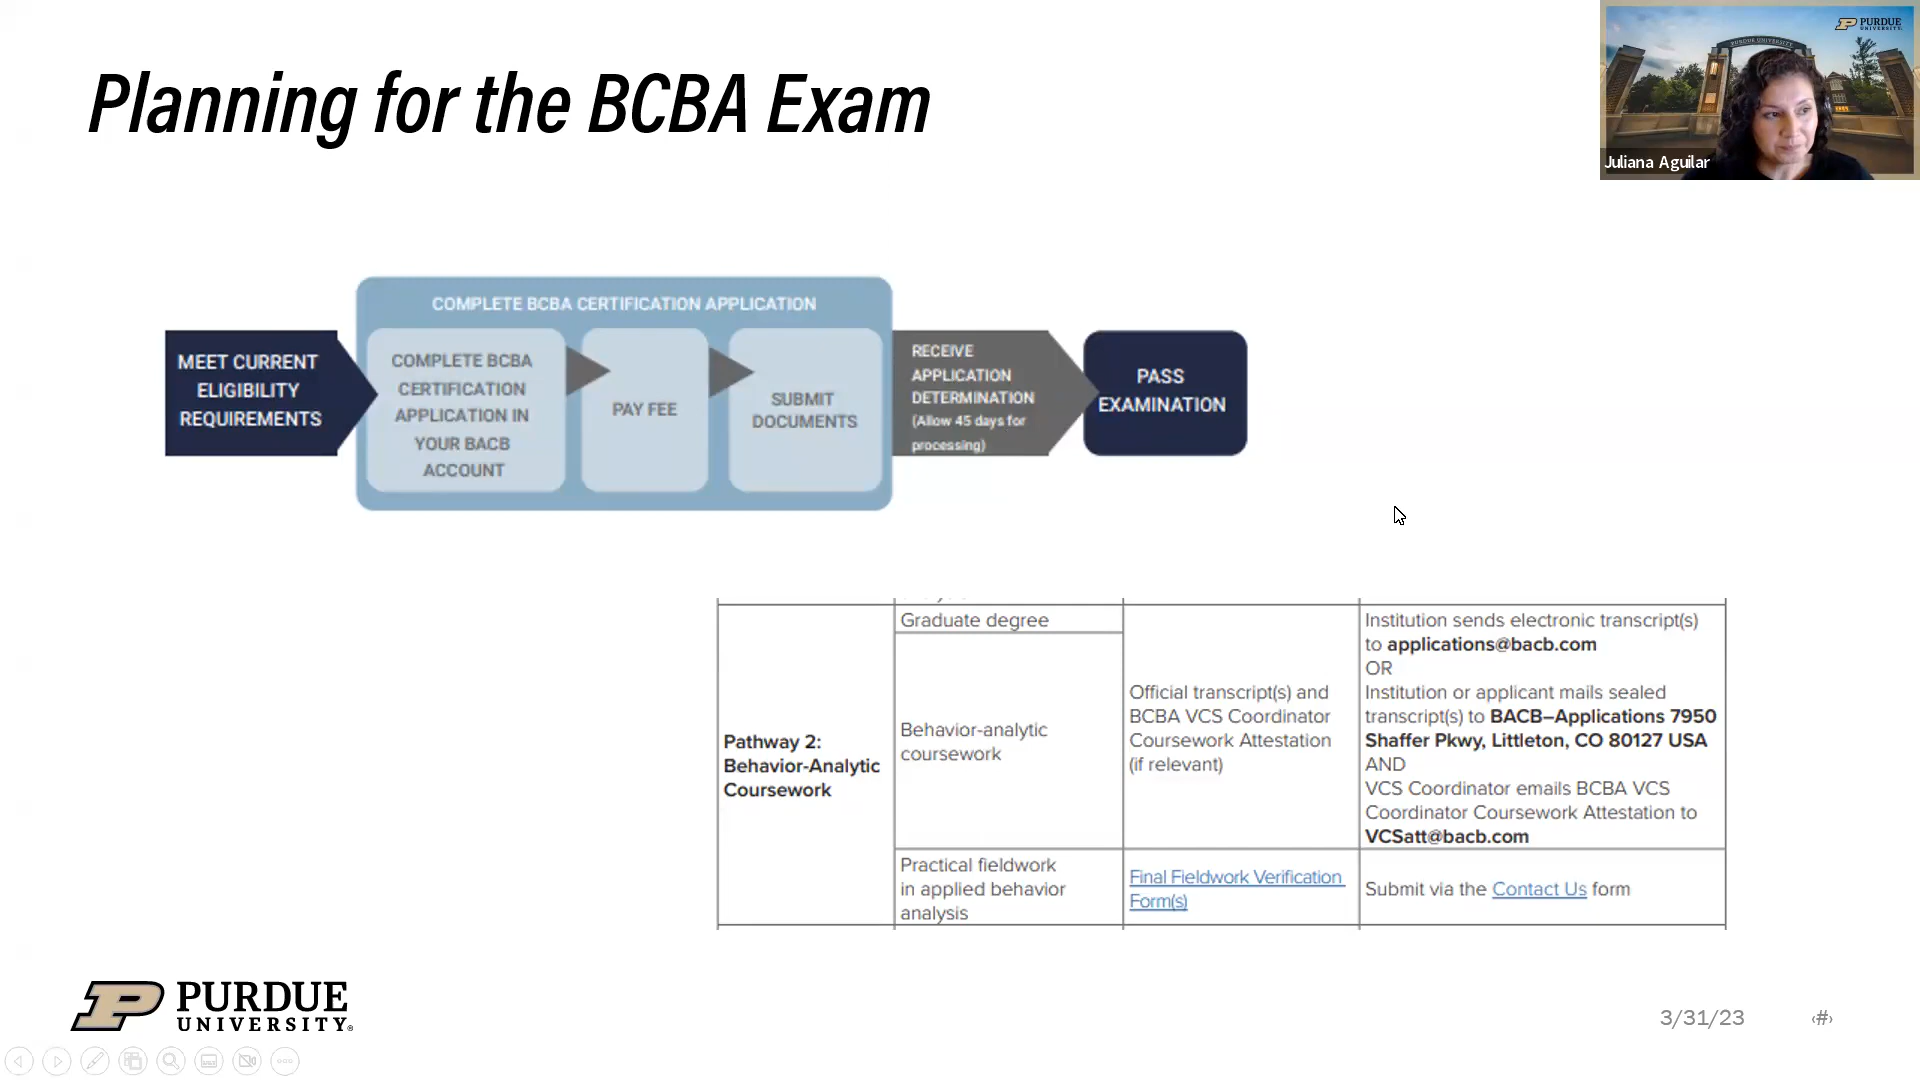 Planning for the BCBA Exam
PURDUE
UNIVERSITY
PURDUE UNIVERSITY
Juliana Aguilar
COMPLETE BCBA CERTIFICATION APPLICATION
MEET CURRENT
ELIGIBILITY
REQUIREMENTS
COMPLETE BCBA
CERTIFICATION
APPLICATION IN
YOUR BACB
ACCOUNT
PAY FEE
SUBMIT
DOCUMENTS
RECEIVE
APPLICATION
DETERMINATION
(Allow 45 days for
processing)
PASS
EXAMINATION
Pathway 2:
Behavior-Analytic
Coursework
Graduate degree
Behavior-analytic
coursework
Official transcript(s) and
BCBA VCS Coordinator
Coursework Attestation
(if relevant)
Institution sends electronic transcript(s)
to applications@bacb.com
OR
Institution or applicant mails sealed
transcript(s) to BACB–Applications 7950
Shaffer Pkwy, Littleton, CO 80127 USA
AND
VCS Coordinator emails BCBA VCS
Coordinator Coursework Attestation to
VCSatt@bacb.com
Practical fieldwork
in applied behavior
analysis
Final Fieldwork Verification
Form(s)
Submit via the Contact Us form
PURDUE
UNIVERSITY®
3/31/23
‹#›